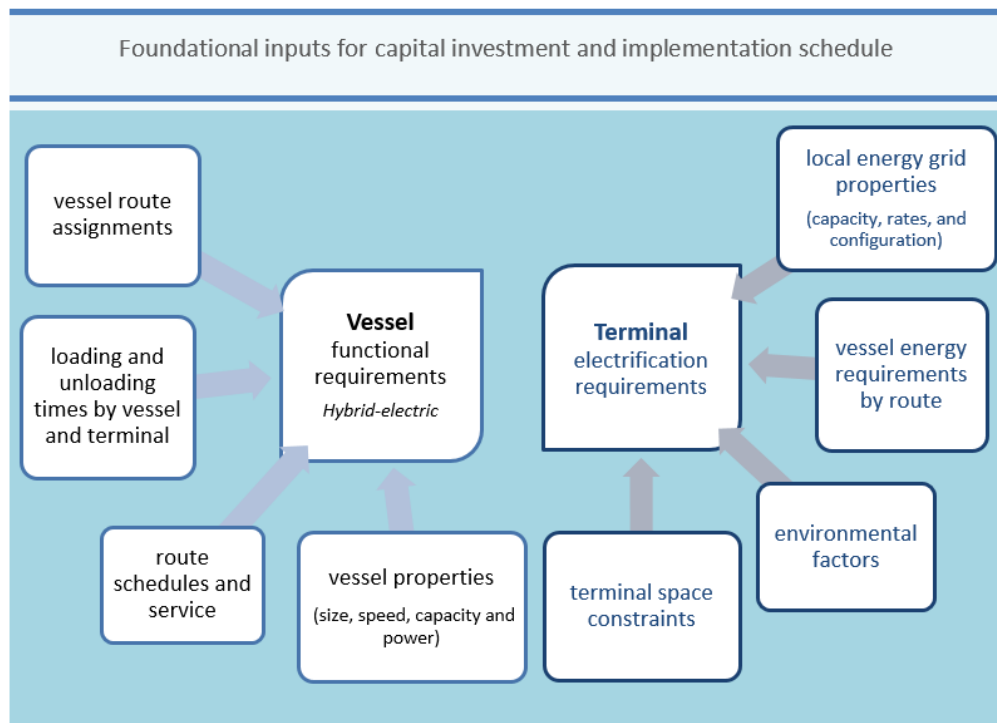 Foundational inputs for capital investment and implementation schedule
vessel route
assignments
loading and
unloading
times by vessel
and terminal
route
schedules and
service
vessel properties
(size, speed, capacity and
power)
Vessel
functional
requirements
Hybrid-electric
Terminal
electrification
requirements
local energy grid
properties
(capacity, rates, and
configuration)
vessel energy
requirements
by route
environmental
factors
terminal space
constraints